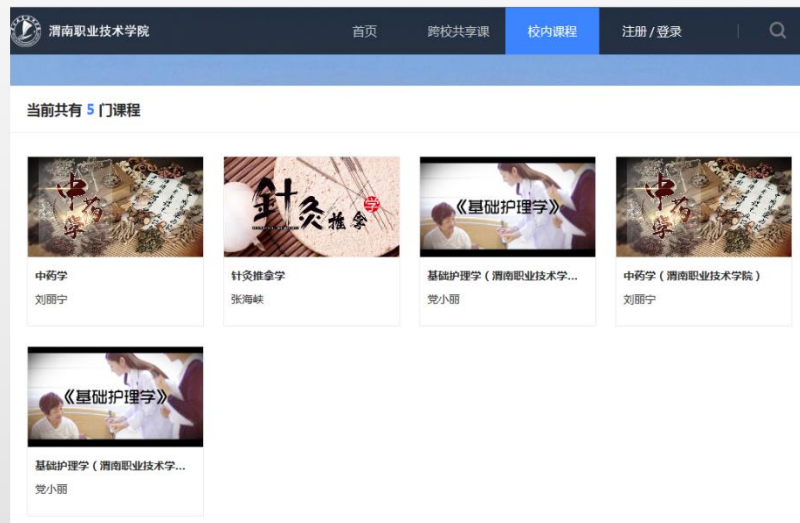 渭南职业技术学院
首页
跨校共享课
校内课程
注册 / 登录
当前共有 5 门课程
中药学
中药学
刘丽宁
針灸推拿学
针灸推拿学
张海峡
《基础护理学》
基础护理学（渭南职业技术学...
党小丽
中药学
中药学（渭南职业技术学院）
刘丽宁
《基础护理学》
基础护理学（渭南职业技术学...
党小丽